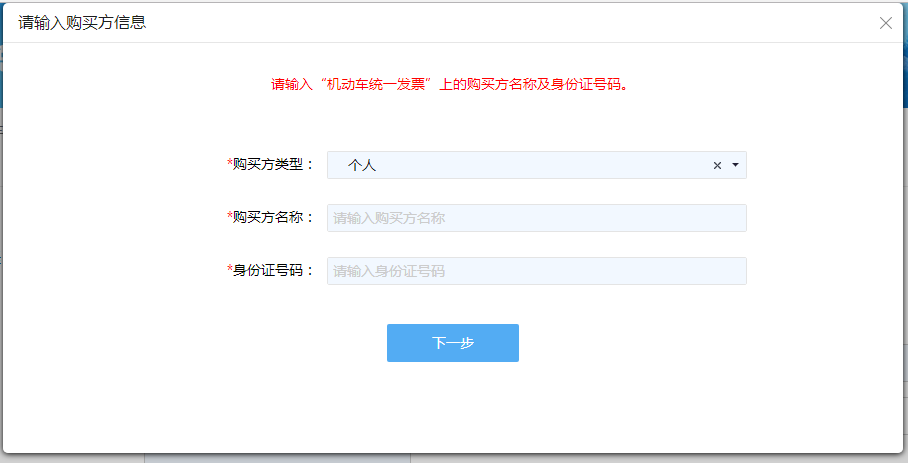 请输入购买方信息
请输入“机动车统一发票”上的购买方名称及身份证号码。
*购买方类型： 个人
*购买方名称： 请输入购买方名称
*身份证号码： 请输入身份证号码
下一步